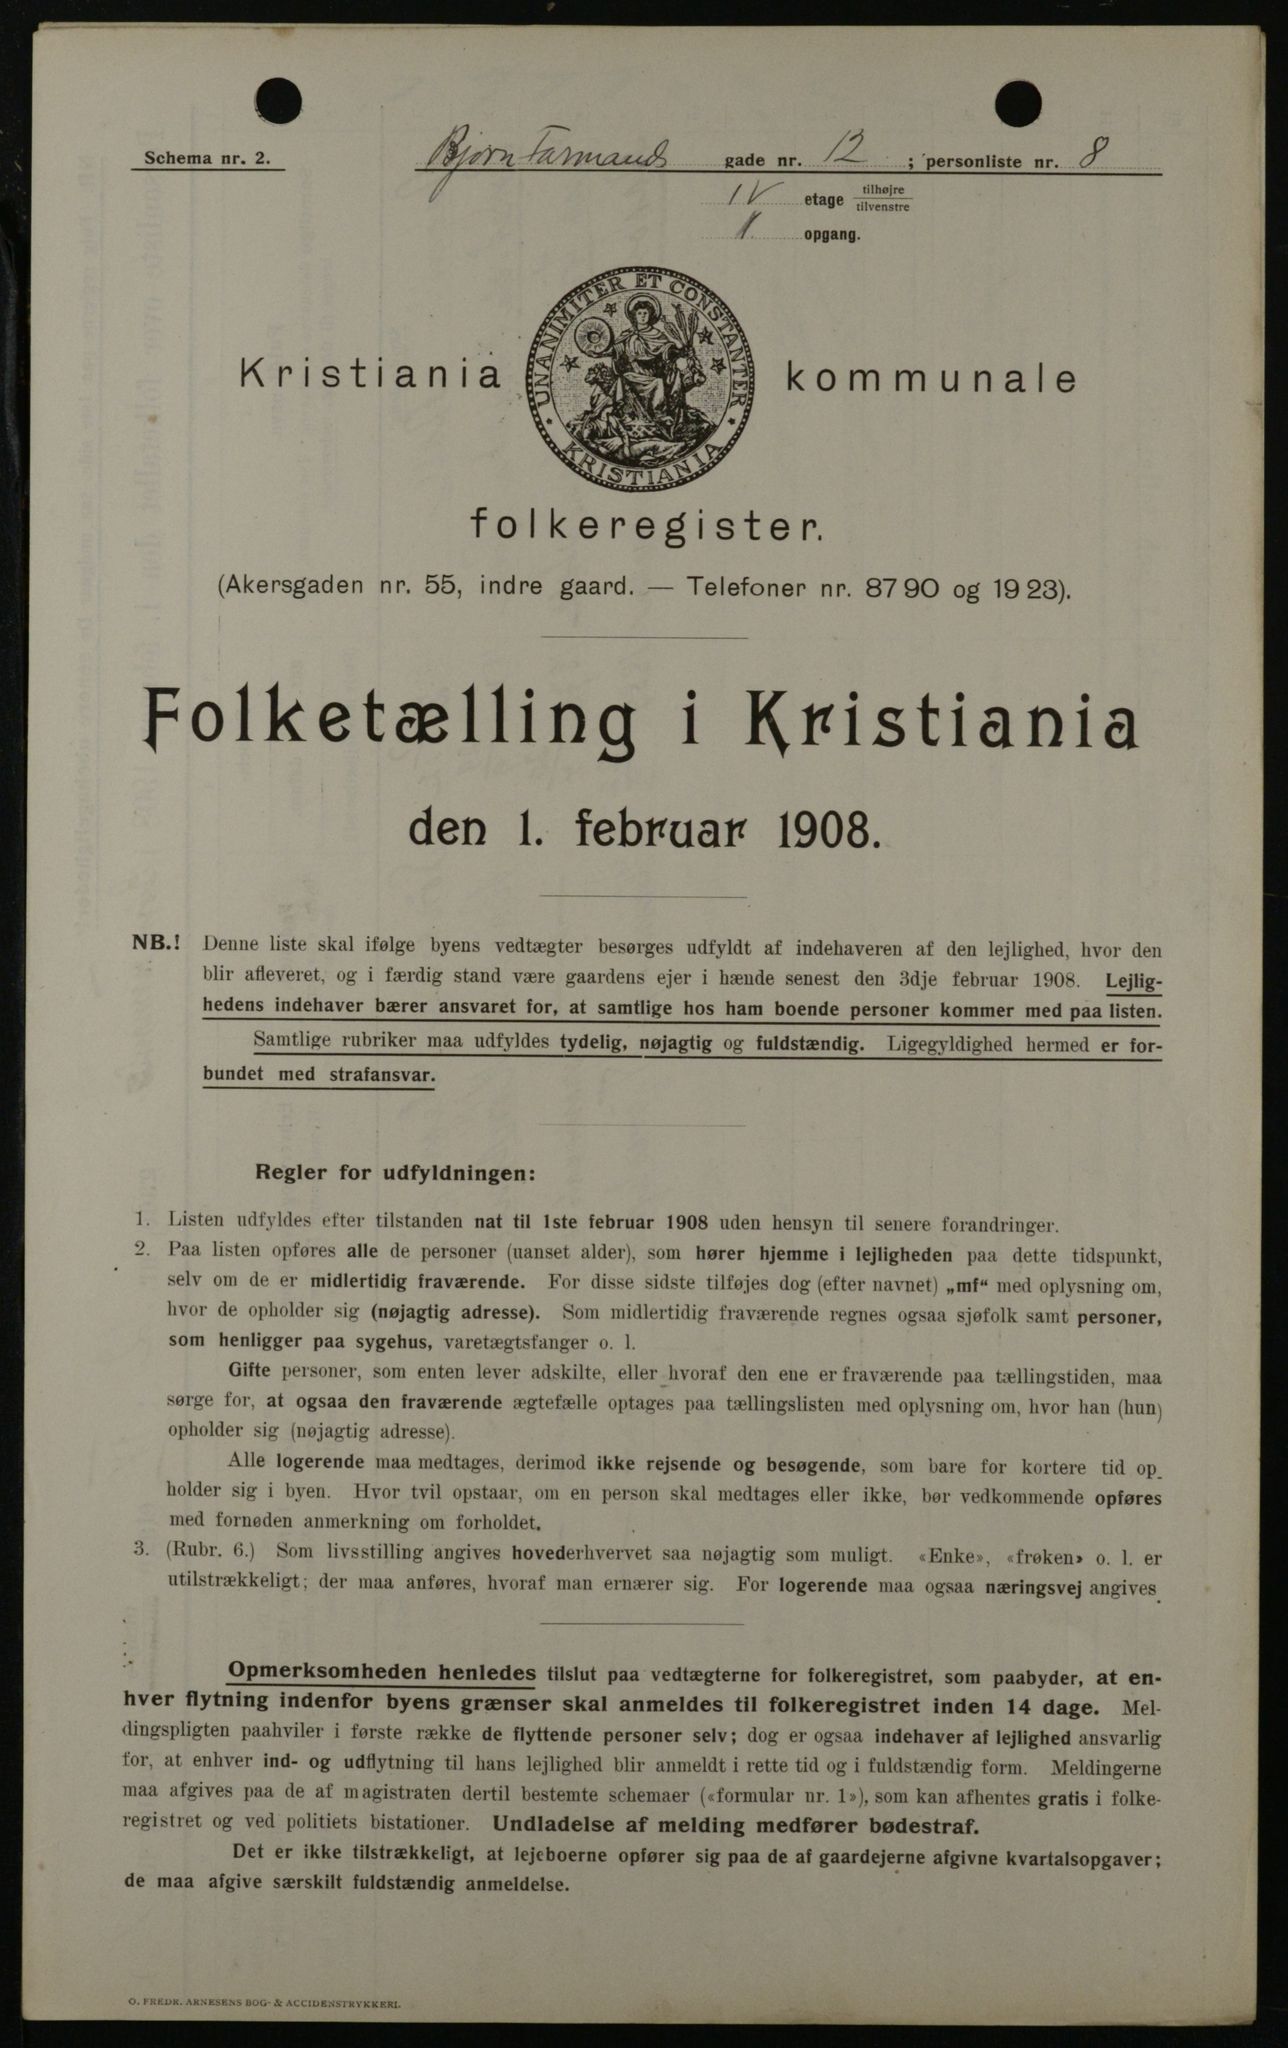 Schema nr. 2.
Bjørn Farmands gade nr. 12 ; personliste nr. 8
IV etage tilhøjre
tilvenstre
opgang.
UNANIMITER ET CONSTANTER
KRISTIANIA
Kristiania kommunale
folkeregister.
(Akersgaden nr. 55, indre gaard. — Telefoner nr. 8790 og 1923).
Folketælling i Kristiania
den 1. februar 1908.
NB.! Denne liste skal ifølge byens vedtægter besørges udfyldt af indehaveren af den lejlighed, hvor den
blir afleveret, og i færdig stand være gaardens ejer i hænde senest den 3dje februar 1908. Lejlig-
hedens indehaver bærer ansvaret for, at samtlige hos ham boende personer kommer med paa listen.
Samtlige rubriker maa udfyldes tydelig, nøjagtig og fuldstændig. Ligegyldighed hermed er for-
bundet med strafansvar.
Regler for udfyldningen:
1. Listen udfyldes efter tilstanden nat til 1ste februar 1908 uden hensyn til senere forandringer.
2. Paa listen opføres alle de personer (uanset alder), som hører hjemme i lejligheden paa dette tidspunkt,
selv om de er midlertidig fraværende. For disse sidste tilføjes dog (efter navnet) „mf“ med oplysning om,
hvor de opholder sig (nøjagtig adresse). Som midlertidig fraværende regnes ogsaa sjøfolk samt personer,
som henligger paa sygehus, varetægtsfanger o. l.
Gifte personer, som enten lever adskilte, eller hvoraf den ene er fraværende paa tællingstiden, maa
sørge for, at ogsaa den fraværende ægtefælle optages paa tællingslisten med oplysning om, hvor han (hun)
opholder sig (nøjagtig adresse).
Alle logerende maa medtages, derimod ikke rejsende og besøgende, som bare for kortere tid op-
holder sig i byen. Hvor tvil opstaar, om en person skal medtages eller ikke, bør vedkommende opføres
med fornøden anmerkning om forholdet.
3. (Rubr. 6.) Som livsstilling angives hovederhvervet saa nøjagtig som muligt. «Enke», «frøken» o. l. er
utilstrækkeligt; der maa anføres, hvoraf man ernærer sig. For logerende maa ogsaa næringsvej angives.
Opmerksomheden henledes tilslut paa vedtægterne for folkeregistret, som paabyder, at en-
hver flytning indenfor byens grænser skal anmeldes til folkeregistret inden 14 dage. Mel-
dingspligten paahviler i første række de flyttende personer selv; dog er ogsaa indehaver af lejlighed ansvarlig
for, at enhver ind- og udflytning til hans lejlighed blir anmeldt i rette tid og i fuldstændig form. Meldingerne
maa afgives paa de af magistraten dertil bestemte schemaer («formular nr. 1»), som kan afhentes gratis i folke-
registret og ved politiets bistationer. Undladelse af melding medfører bødestraf.
Det er ikke tilstrækkeligt, at lejeboerne opfører sig paa de af gaardejerne afgivne kvartalsopgaver;
de maa afgive særskilt fuldstændig anmeldelse.
O. FREDR. ARNESENS BOG- & ACCIDENSTRYKKERI.